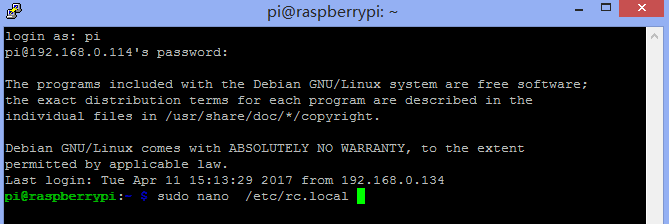 pi@raspberrypi: ~
login as: pi
pi@192.168.0.114's password:
The programs included with the Debian GNU/Linux system are free software;
the exact distribution terms for each program are described in the
individual files in /usr/share/doc/*/copyright.
Debian GNU/Linux comes with ABSOLUTELY NO WARRANTY, to the extent
permitted by applicable law.
Last login: Tue Apr 11 15:13:29 2017 from 192.168.0.134
pi@raspberrypi:~ $ sudo nano  /etc/rc.local